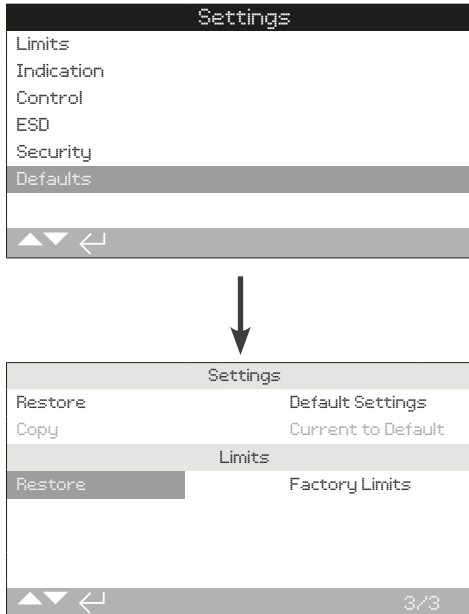 Settings
Limits
Indication
Control
ESD
Security
Defaults
Settings
Restore Default Settings
Copy Current to Default
Limits
Restore Factory Limits
3/3